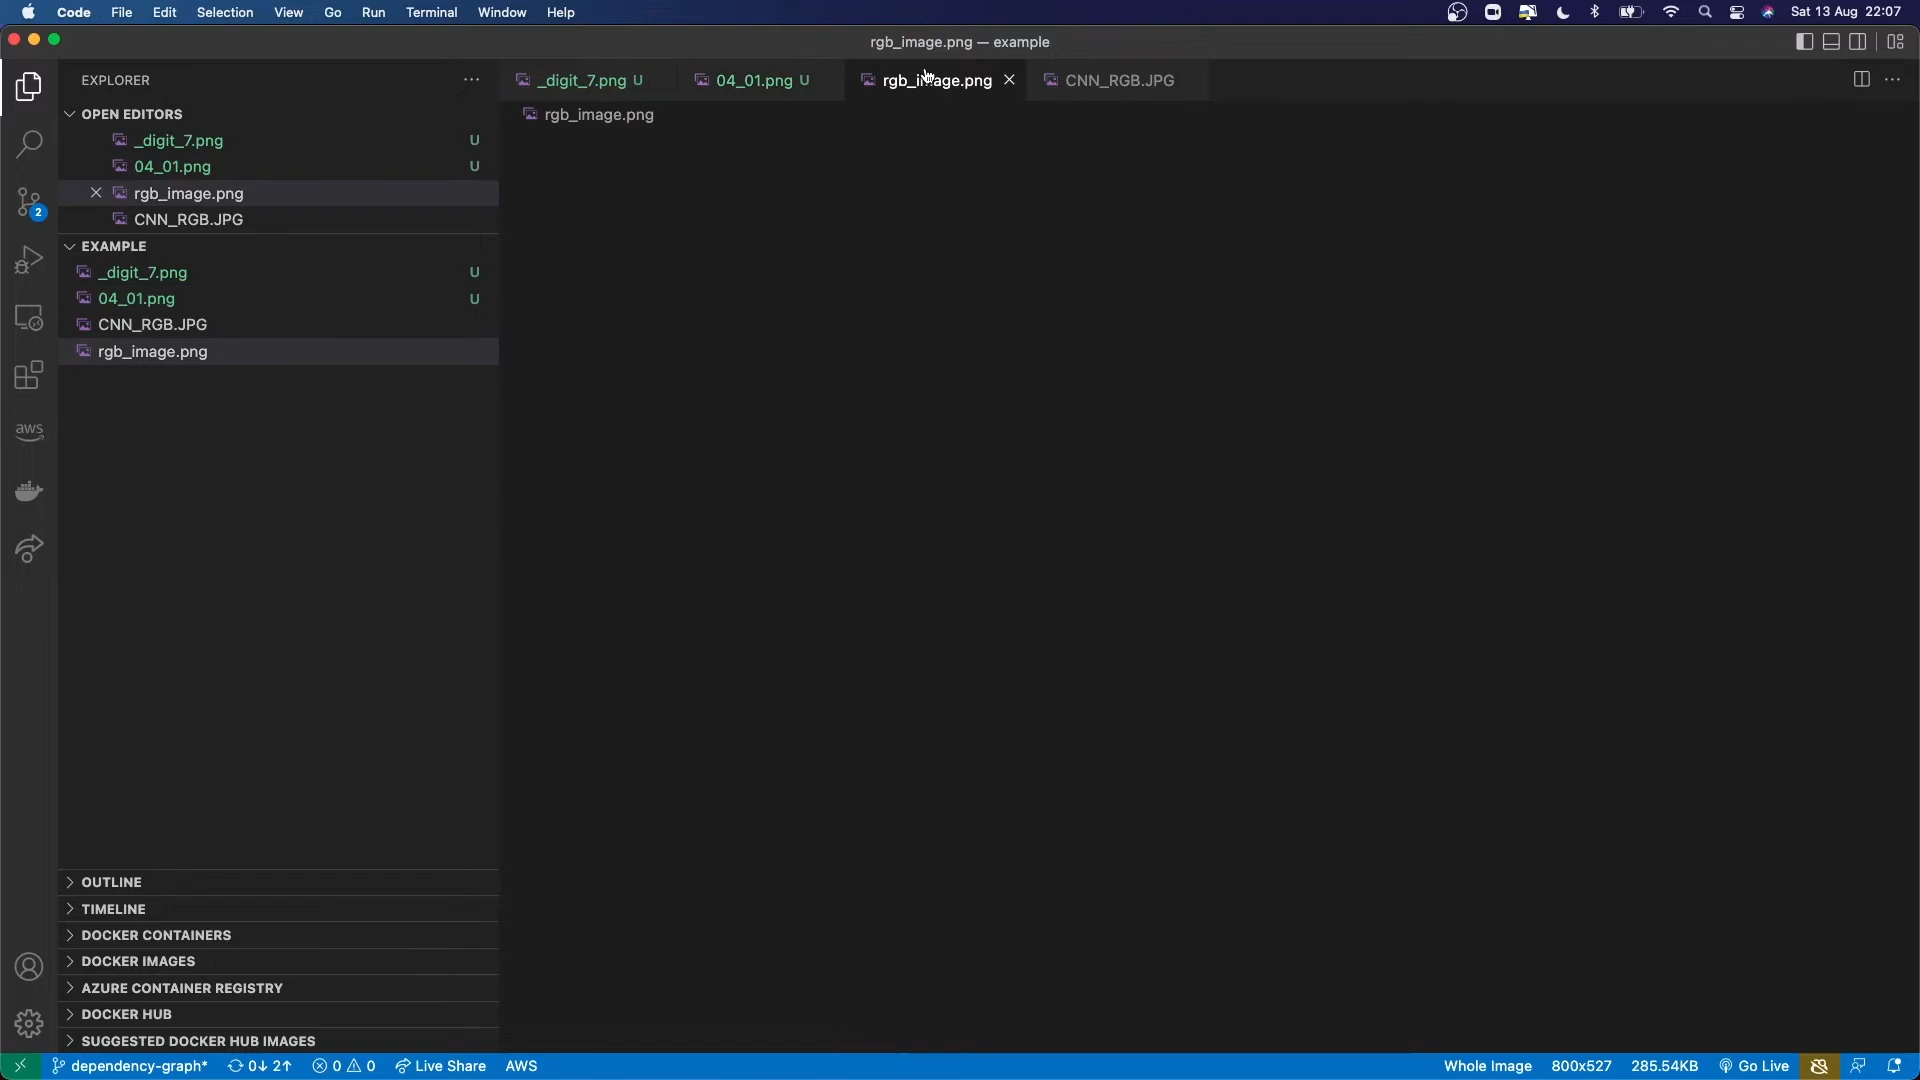 Code File Edit Selection View Go Run Terminal Window Help Sat 13 Aug 22:07
rgb_image.png — example
EXPLORER
OPEN EDITORS
_digit_7.png U
04_01.png U
rgb_image.png
CNN_RGB.JPG
EXAMPLE
_digit_7.png U
04_01.png U
CNN_RGB.JPG
rgb_image.png
aws
2
OUTLINE
TIMELINE
DOCKER CONTAINERS
DOCKER IMAGES
AZURE CONTAINER REGISTRY
DOCKER HUB
SUGGESTED DOCKER HUB IMAGES
_digit_7.png U 04_01.png U rgb_image.png CNN_RGB.JPG
rgb_image.png
dependency-graph* 0↓ 2↑ 0 0 Live Share AWS Whole Image 800x527 285.54KB Go Live